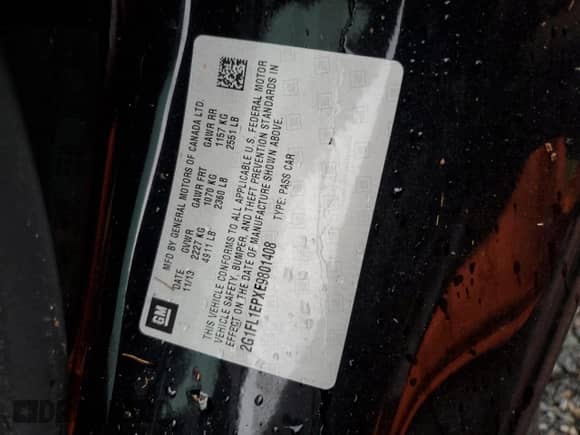 MFD BY GENERAL MOTORS OF CANADA LTD.
DATE GVWR GAWR FRT GAWR RR
11/13 2227 KG 1070 KG 1157 KG
4911 LB 2360 LB 2551 LB
THIS VEHICLE CONFORMS TO ALL APPLICABLE U.S. FEDERAL MOTOR
VEHICLE SAFETY, BUMPER, AND THEFT PREVENTION STANDARDS IN
EFFECT ON THE DATE OF MANUFACTURE SHOWN ABOVE.
2G1FL1EPXE9801408 TYPE: PASS CAR
GM